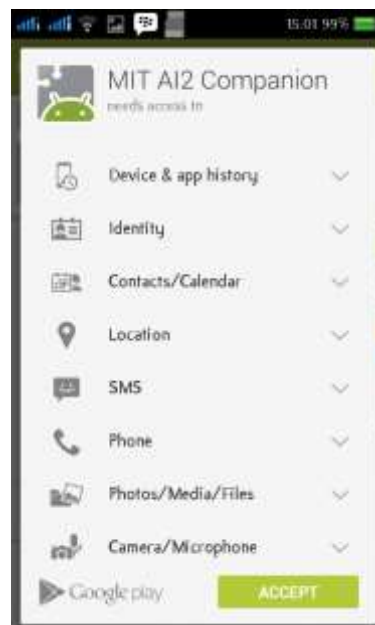 15.01 99%
MIT AI2 Companion
needs access to
Device & app history
Identity
Contacts/Calendar
Location
SMS
Phone
Photos/Media/Files
Camera/Microphone
Google play
ACCEPT